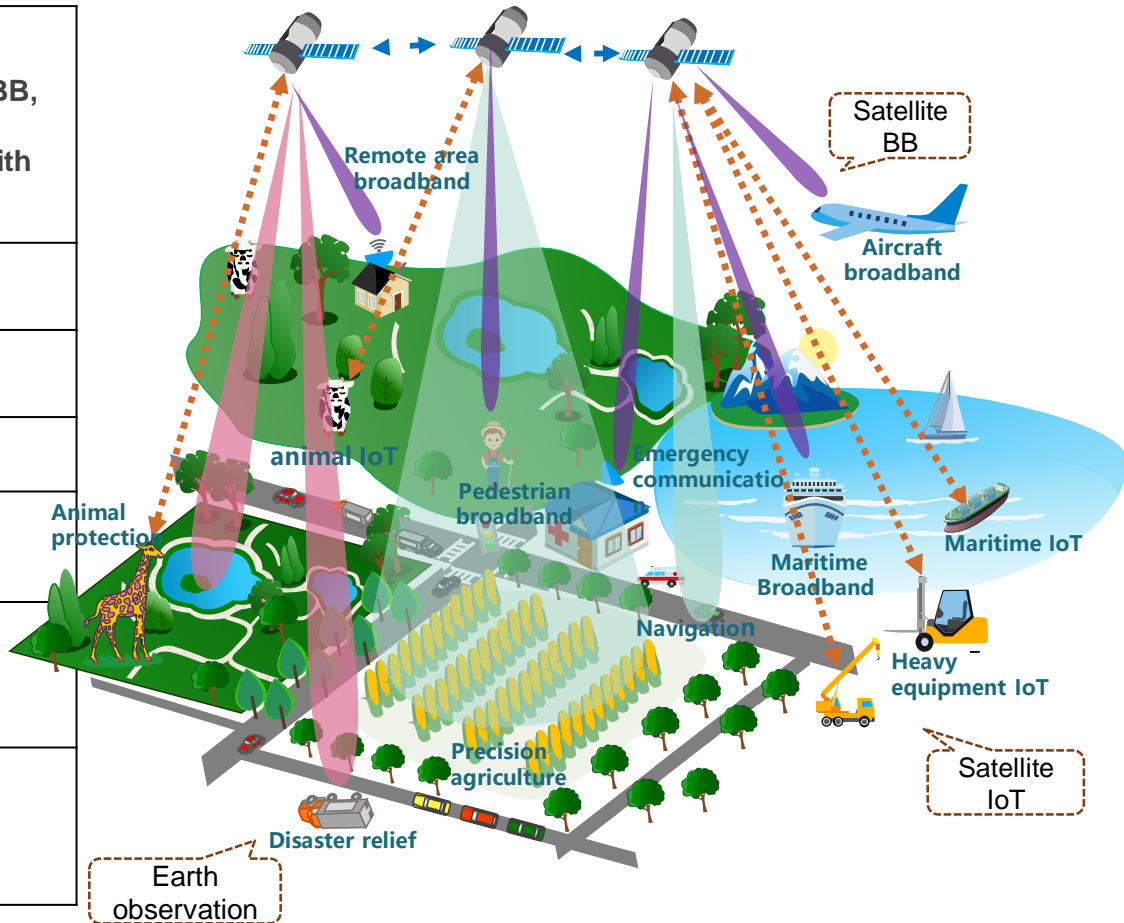 BB,
ith
Satellite
BB
Remote area
broadband
Aircraft
broadband
animal IoT
Emergency
communicatio
n
Pedestrian
broadband
Animal
protection
Maritime IoT
Maritime
Broadband
Navigation
Heavy
equipment IoT
Precision
agriculture
Satellite
IoT
Disaster relief
Earth
observation